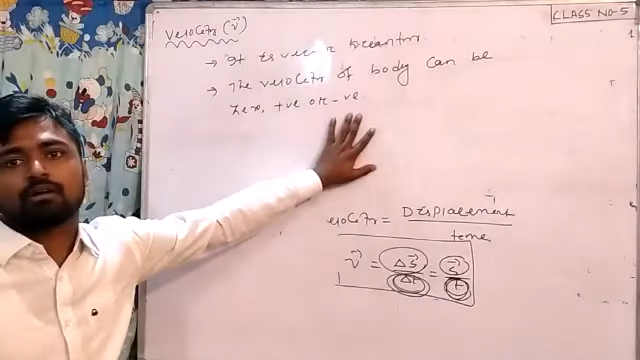 CLASS NO-5
Velocity (v⃗)
→ It is vector quantity.
→ The velocity of body can be
Zero, +ve or -ve.
velocity = Displacement
time
v⃗ = Δs⃗ / Δt = s⃗ / t